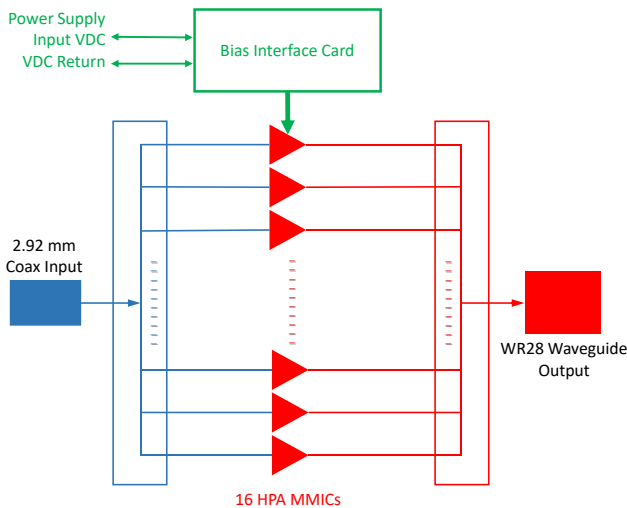 Power Supply
Input VDC
VDC Return
Bias Interface Card
2.92 mm
Coax Input
WR28 Waveguide
Output
16 HPA MMICs